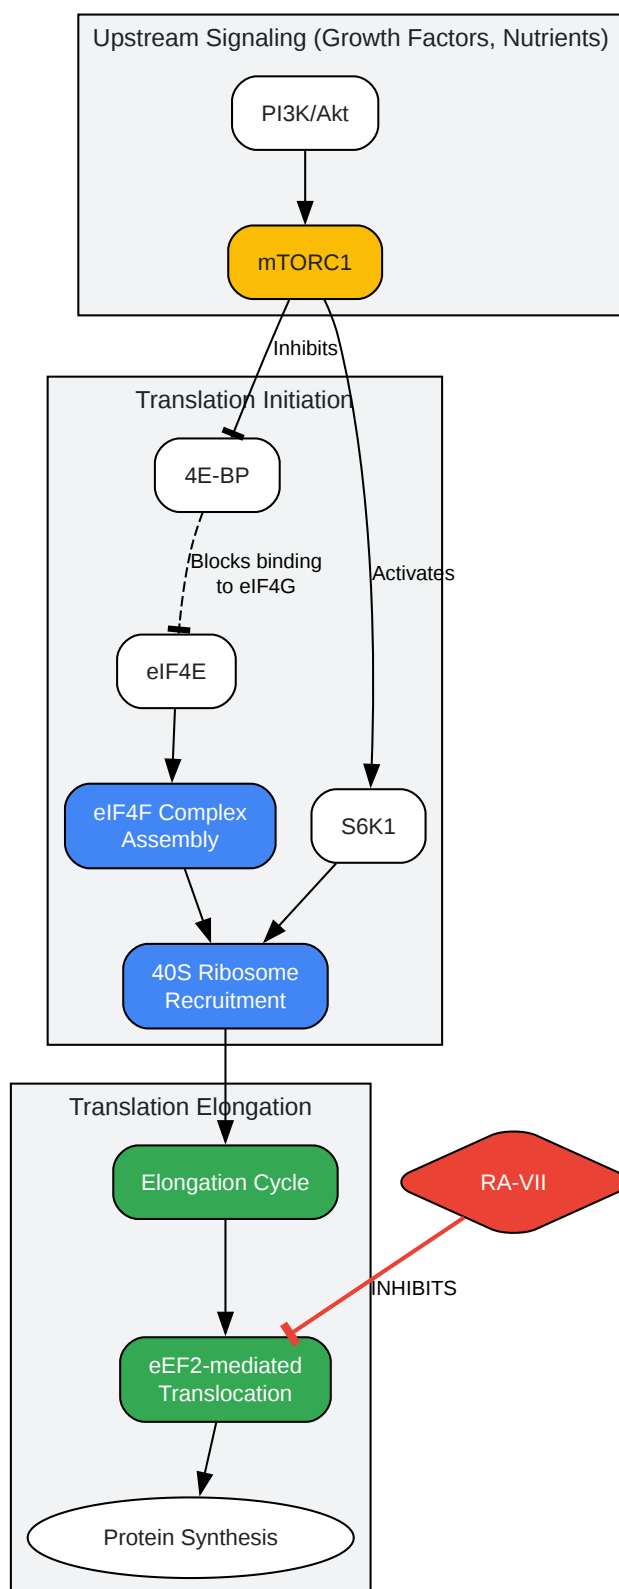 Upstream Signaling (Growth Factors, Nutrients)
PI3K/Akt
mTORC1
Inhibits
Translation Initiation
4E-BP
Blocks binding
to eIF4G
Activates
eIF4E
eIF4F Complex
Assembly
S6K1
40S Ribosome
Recruitment
Translation Elongation
Elongation Cycle
RA-VII
INHIBITS
eEF2-mediated
Translocation
Protein Synthesis